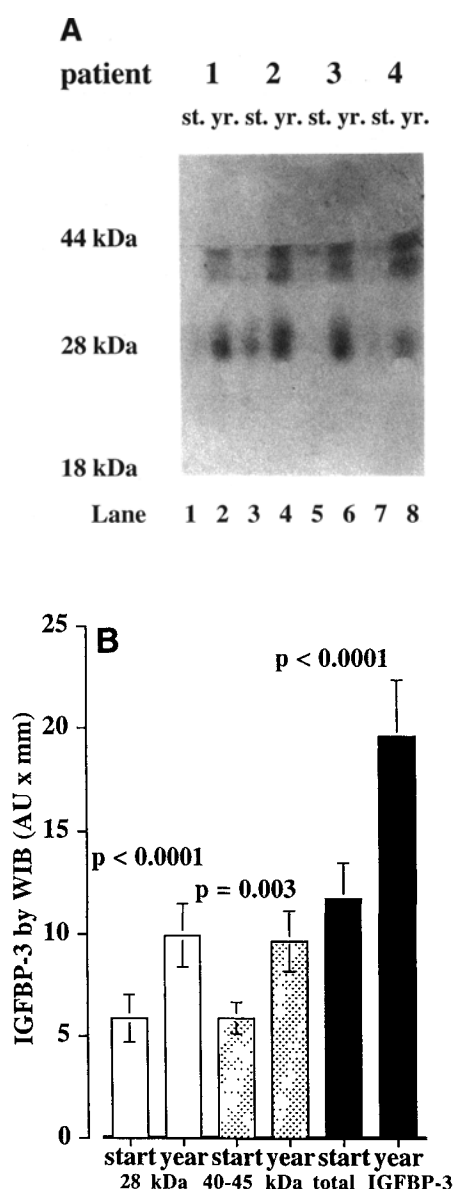 A
patient 1 2 3 4
st. yr. st. yr. st. yr. st. yr.
44 kDa
28 kDa
18 kDa
Lane 1 2 3 4 5 6 7 8
B
IGFBP-3 by WIB (AU x mm)
25
20
15
10
5
0
p < 0.0001
p = 0.003
p < 0.0001
start year start year start year
28 kDa 40-45 kDa total IGFBP-3